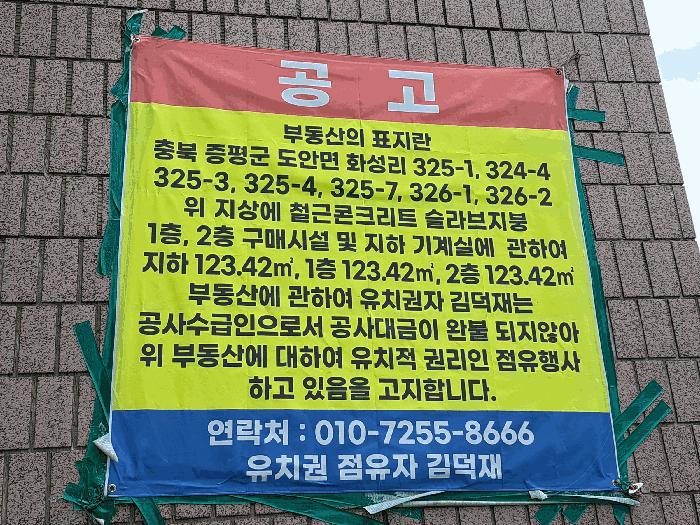 공 고
부동산의 표지란
충북 증평군 도안면 화성리 325-1, 324-4
325-3, 325-4, 325-7, 326-1, 326-2
위 지상에 철근콘크리트 슬라브지붕
1층, 2층 구매시설 및 지하 기계실에 관하여
지하 123.42㎡, 1층 123.42㎡, 2층 123.42㎡
부동산에 관하여 유치권자 김덕재는
공사수급인으로서 공사대금이 완불 되지않아
위 부동산에 대하여 유치적 권리인 점유행사
하고 있음을 고지합니다.
연락처 : 010-7255-8666
유치권 점유자 김덕재